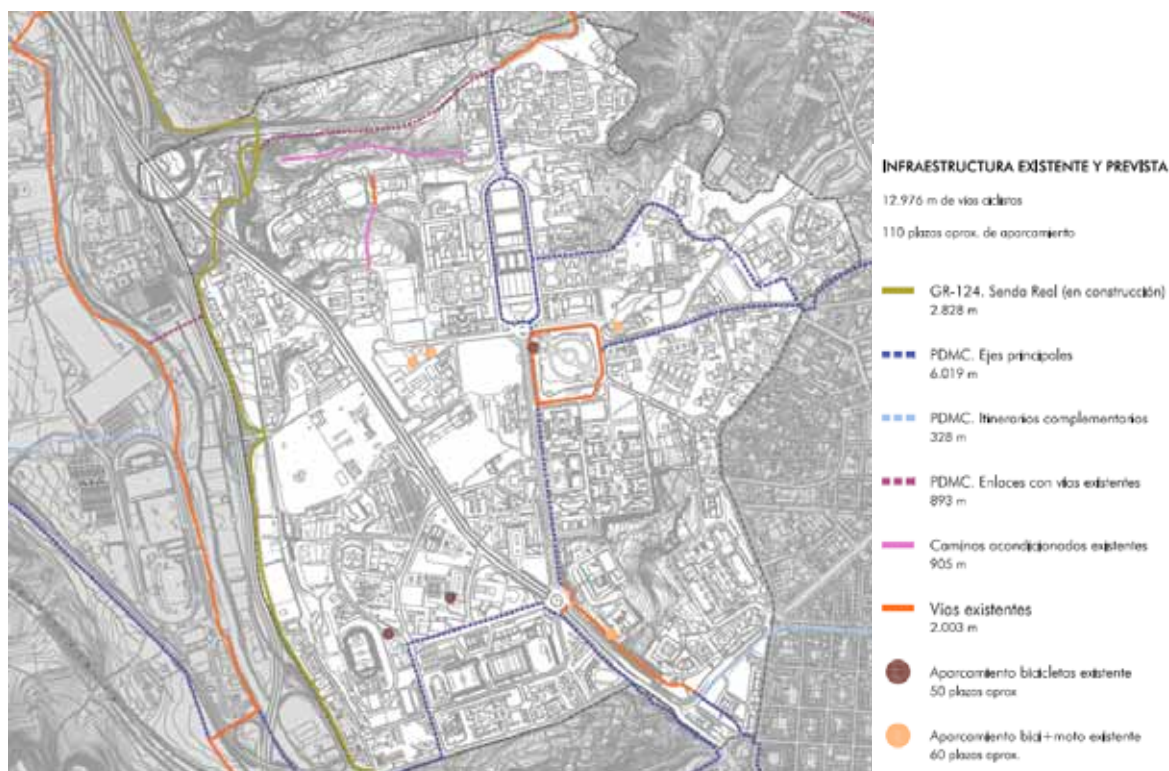 INFRAESTRUCTURA EXISTENTE Y PREVISTA
12.976 m de vías ciclistas
110 plazas aprox. de aparcamiento
GR-124. Senda Real (en construcción)
2.828 m
PDMC. Ejes principales
6.019 m
PDMC. Itinerarios complementarios
328 m
PDMC. Enlaces con vías existentes
893 m
Caminos acondicionados existentes
905 m
Vías existentes
2.003 m
Aparcamiento bicicletas existente
50 plazas aprox
Aparcamiento bici+moto existente
60 plazas aprox.